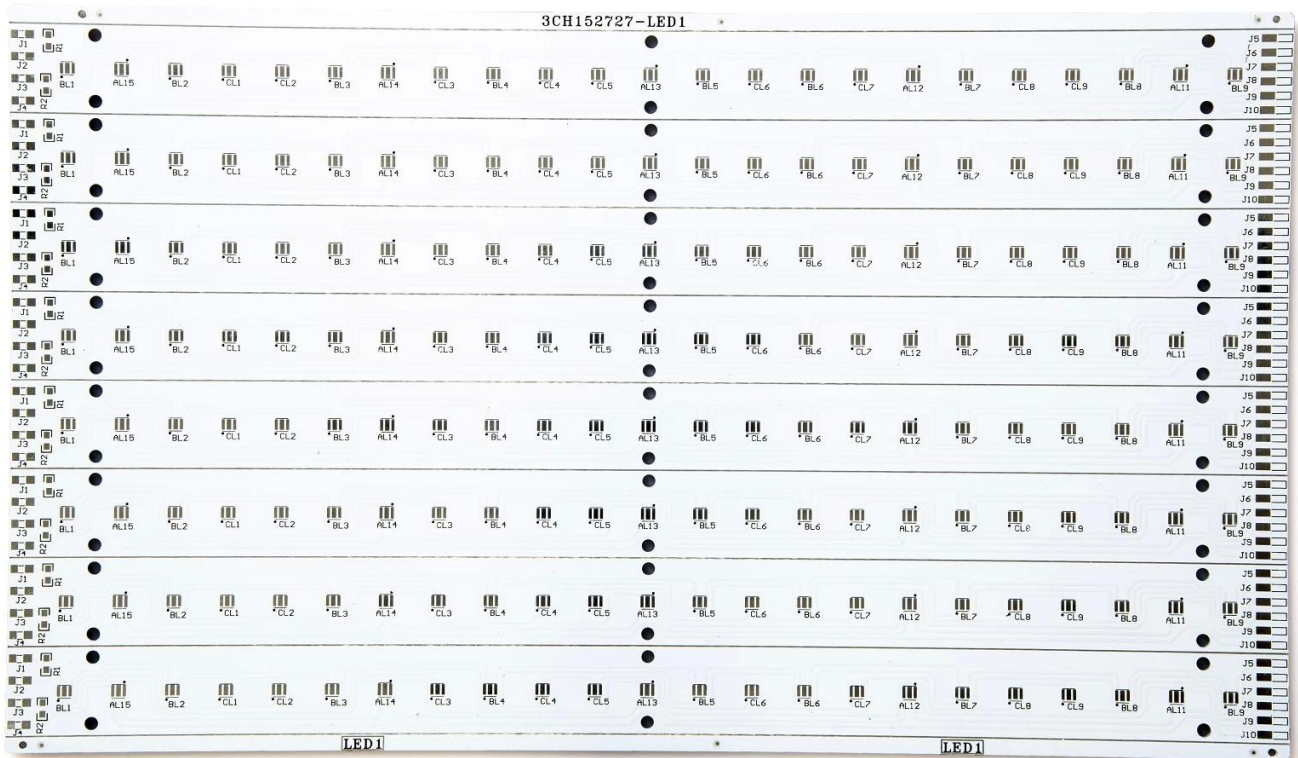 3CH152727-LED1
J1 R1 J5
J2 J6
J7
J3 BL1 AL15 BL2 CL1 CL2 BL3 AL14 CL3 BL4 CL4 CL5 AL13 BL5 CL6 BL6 CL7 AL12 BL7 CL8 CL9 BL8 AL11 BL9 J8
R2 J9
J4 J10
J1 R1 J5
J2 J6
J7
J3 BL1 AL15 BL2 CL1 CL2 BL3 AL14 CL3 BL4 CL4 CL5 AL13 BL5 CL6 BL6 CL7 AL12 BL7 CL8 CL9 BL8 AL11 BL9 J8
R2 J9
J4 J10
J1 R1 J5
J2 J6
J7
J3 BL1 AL15 BL2 CL1 CL2 BL3 AL14 CL3 BL4 CL4 CL5 AL13 BL5 CL6 BL6 CL7 AL12 BL7 CL8 CL9 BL8 AL11 BL9 J8
R2 J9
J4 J10
J1 R1 J5
J2 J6
J7
J3 BL1 AL15 BL2 CL1 CL2 BL3 AL14 CL3 BL4 CL4 CL5 AL13 BL5 CL6 BL6 CL7 AL12 BL7 CL8 CL9 BL8 AL11 BL9 J8
R2 J9
J4 J10
J1 R1 J5
J2 J6
J7
J3 BL1 AL15 BL2 CL1 CL2 BL3 AL14 CL3 BL4 CL4 CL5 AL13 BL5 CL6 BL6 CL7 AL12 BL7 CL8 CL9 BL8 AL11 BL9 J8
R2 J9
J4 J10
J1 R1 J5
J2 J6
J7
J3 BL1 AL15 BL2 CL1 CL2 BL3 AL14 CL3 BL4 CL4 CL5 AL13 BL5 CL6 BL6 CL7 AL12 BL7 CL8 CL9 BL8 AL11 BL9 J8
R2 J9
J4 J10
J1 R1 J5
J2 J6
J7
J3 BL1 AL15 BL2 CL1 CL2 BL3 AL14 CL3 BL4 CL4 CL5 AL13 BL5 CL6 BL6 CL7 AL12 BL7 CL8 CL9 BL8 AL11 BL9 J8
R2 J9
J4 J10
J1 R1 J5
J2 J6
J7
J3 BL1 AL15 BL2 CL1 CL2 BL3 AL14 CL3 BL4 CL4 CL5 AL13 BL5 CL6 BL6 CL7 AL12 BL7 CL8 CL9 BL8 AL11 BL9 J8
R2 J9
J4 J10
LED1 LED1